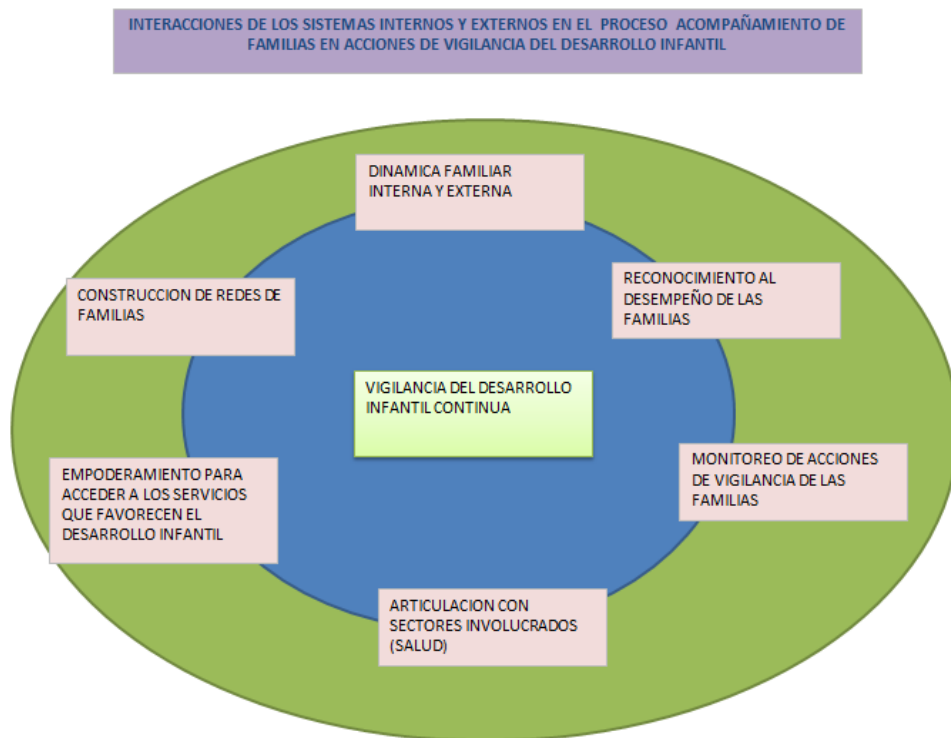 INTERACCIONES DE LOS SISTEMAS INTERNOS Y EXTERNOS EN EL PROCESO ACOMPAÑAMIENTO DE
FAMILIAS EN ACCIONES DE VIGILANCIA DEL DESARROLLO INFANTIL
DINAMICA FAMILIAR
INTERNA Y EXTERNA
RECONOCIMIENTO AL
DESEMPEÑO DE LAS
FAMILIAS
CONSTRUCCION DE REDES DE
FAMILIAS
VIGILANCIA DEL DESARROLLO
INFANTIL CONTINUA
MONITOREO DE ACCIONES
DE VIGILANCIA DE LAS
FAMILIAS
EMPODERAMIENTO PARA
ACCEDER A LOS SERVICIOS
QUE FAVORECEN EL
DESARROLLO INFANTIL
ARTICULACION CON
SECTORES INVOLUCRADOS
(SALUD)